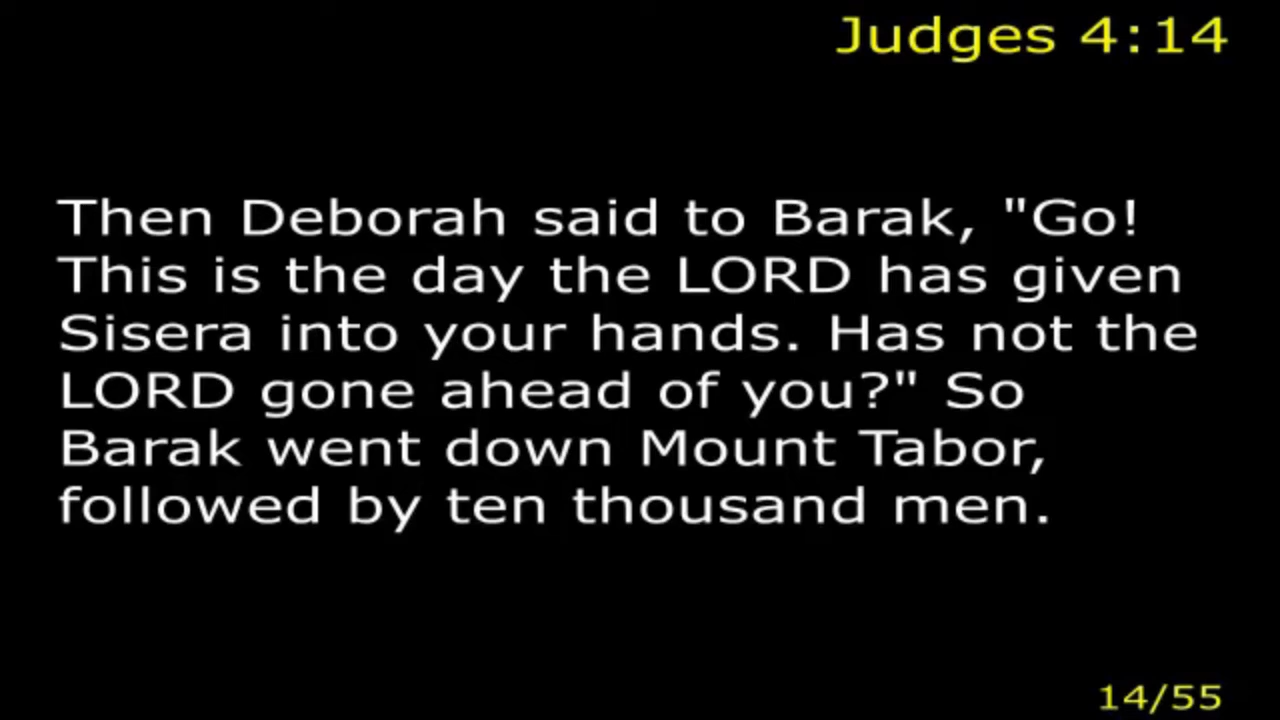 Judges 4:14
Then Deborah said to Barak, "Go!
This is the day the LORD has given
Sisera into your hands. Has not the
LORD gone ahead of you?" So
Barak went down Mount Tabor,
followed by ten thousand men.
14/55